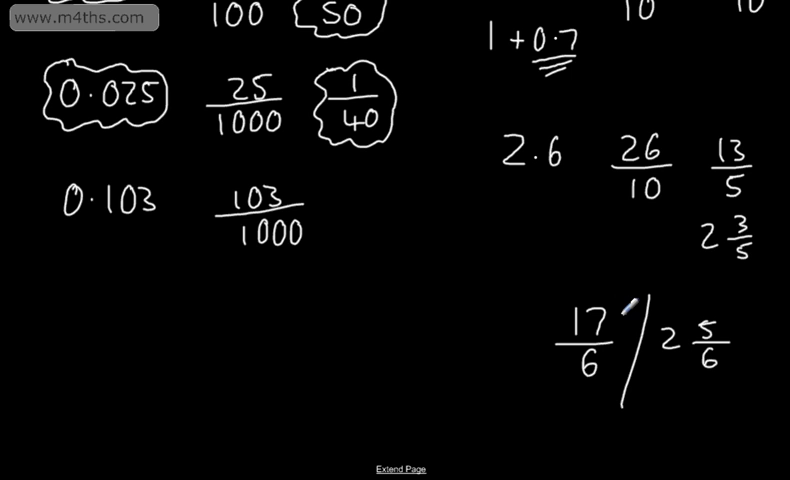 www.m4ths.com
100 50
0.025 25/1000 1/40
0.103 103/1000
10 10
1 + 0.7
2.6 26/10 13/5
2 3/5
17/6 / 2 5/6
Extend Page